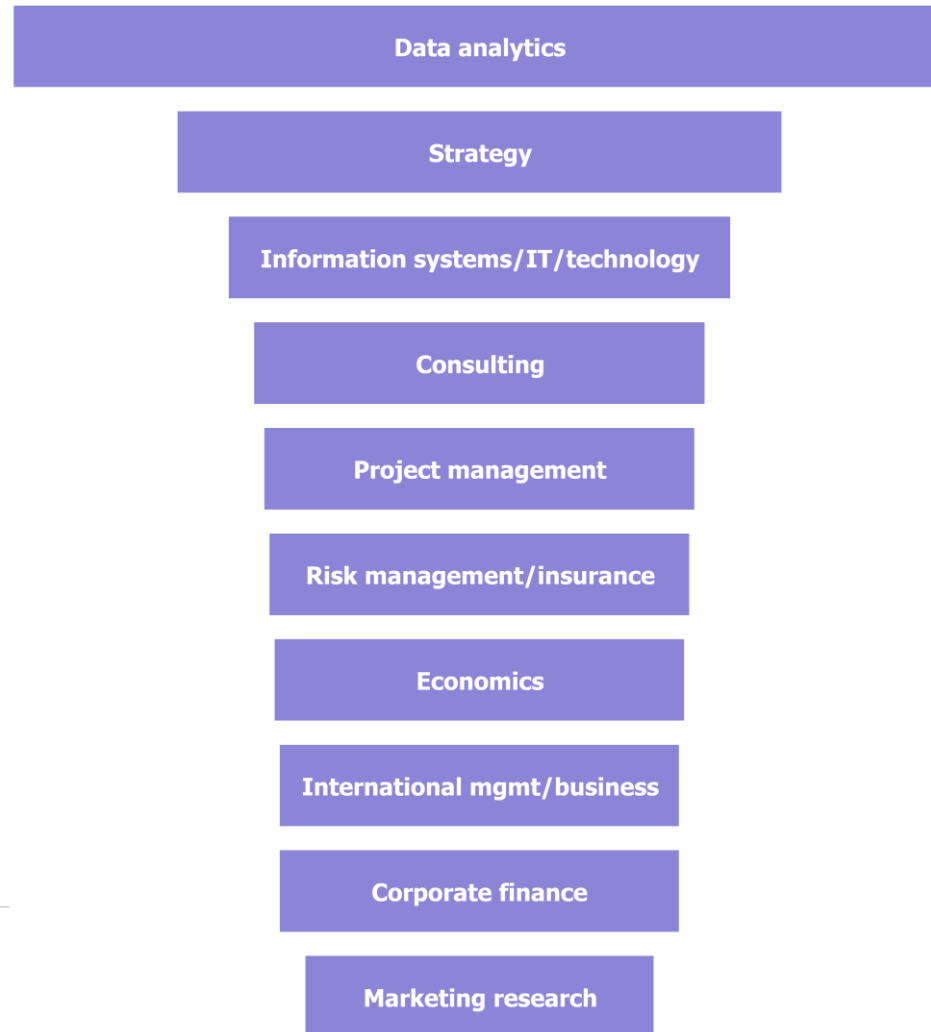 Data analytics
Strategy
Information systems/IT/technology
Consulting
Project management
Risk management/insurance
Economics
International mgmt/business
Corporate finance
Marketing research